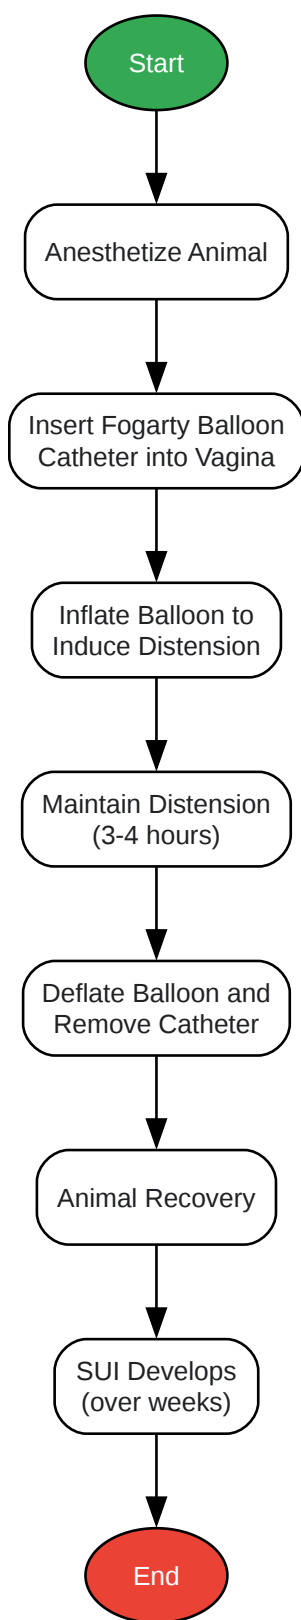 Start
Anesthetize Animal
Insert Fogarty Balloon
Catheter into Vagina
Inflate Balloon to
Induce Distension
Maintain Distension
(3-4 hours)
Deflate Balloon and
Remove Catheter
Animal Recovery
SUI Develops
(over weeks)
End